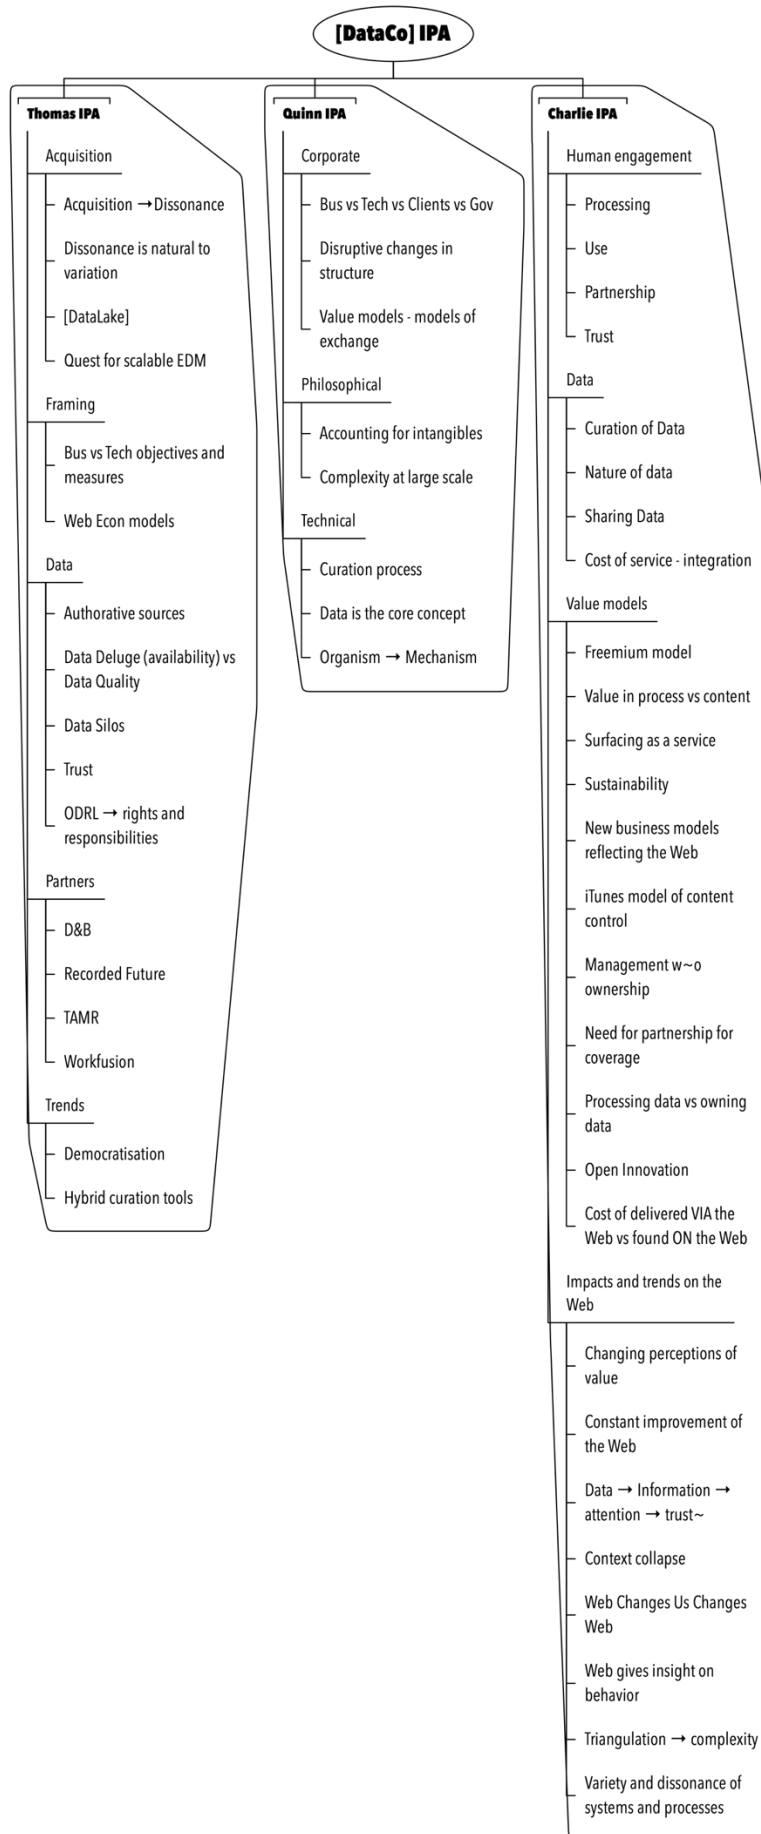 [DataCo] IPA
Thomas IPA
Acquisition
Acquisition → Dissonance
Dissonance is natural to
variation
[DataLake]
Quest for scalable EDM
Framing
Bus vs Tech objectives and
measures
Web Econ models
Data
Authorative sources
Data Deluge (availability) vs
Data Quality
Data Silos
Trust
ODRL → rights and
responsibilities
Partners
D&B
Recorded Future
TAMR
Workfusion
Trends
Democratisation
Hybrid curation tools
Quinn IPA
Corporate
Bus vs Tech vs Clients vs Gov
Disruptive changes in
structure
Value models - models of
exchange
Philosophical
Accounting for intangibles
Complexity at large scale
Technical
Curation process
Data is the core concept
Organism → Mechanism
Charlie IPA
Human engagement
Processing
Use
Partnership
Trust
Data
Curation of Data
Nature of data
Sharing Data
Cost of service - integration
Value models
Freemium model
Value in process vs content
Surfacing as a service
Sustainability
New business models
reflecting the Web
iTunes model of content
control
Management w~o
ownership
Need for partnership for
coverage
Processing data vs owning
data
Open Innovation
Cost of delivered VIA the
Web vs found ON the Web
Impacts and trends on the
Web
Changing perceptions of
value
Constant improvement of
the Web
Data → Information →
attention → trust~
Context collapse
Web Changes Us Changes
Web
Web gives insight on
behavior
Triangulation → complexity
Variety and dissonance of
systems and processes